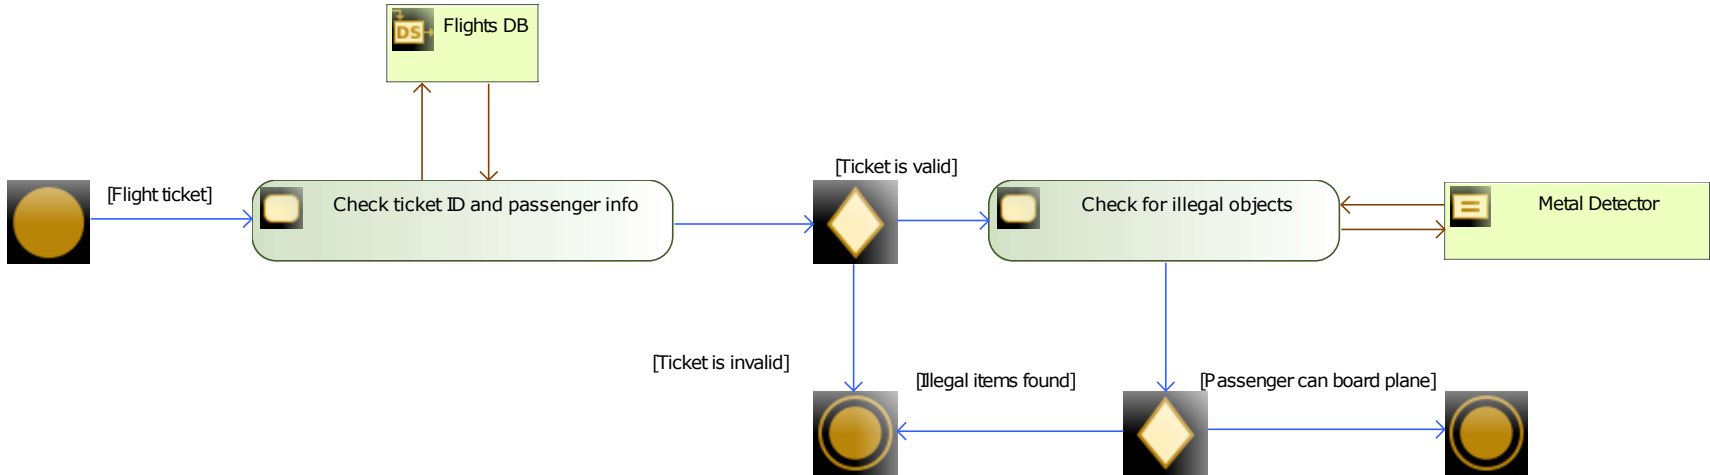 DS
Flights DB
[Flight ticket]
Check ticket ID and passenger info
[Ticket is valid]
Check for illegal objects
Metal Detector
[Ticket is invalid]
[Illegal items found]
[Passenger can board plane]